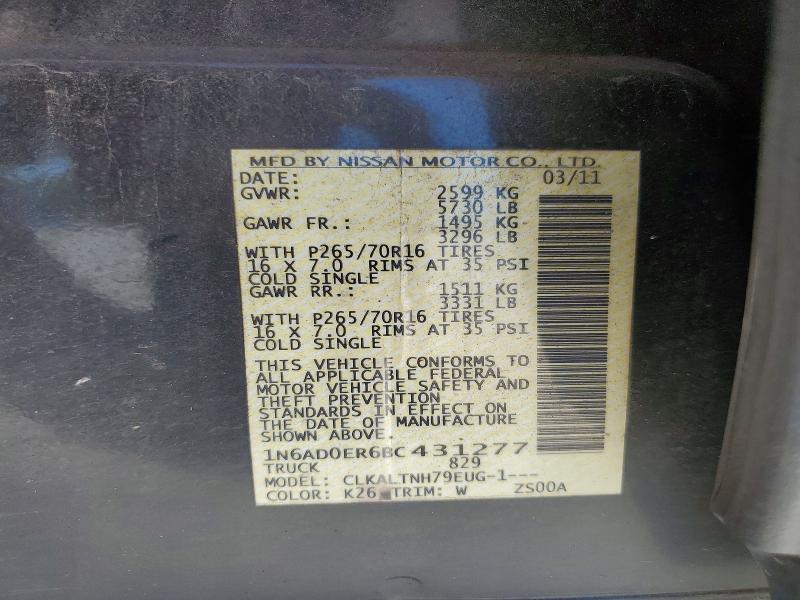 MFD BY NISSAN MOTOR CO., LTD.
DATE: 03/11
GVWR: 2599 KG
5730 LB
GAWR FR.: 1495 KG
3296 LB
WITH P265/70R16 TIRES
16 X 7.0 RIMS AT 35 PSI
COLD SINGLE
GAWR RR.: 1511 KG
3331 LB
WITH P265/70R16 TIRES
16 X 7.0 RIMS AT 35 PSI
COLD SINGLE
THIS VEHICLE CONFORMS TO
ALL APPLICABLE FEDERAL
MOTOR VEHICLE SAFETY AND
THEFT PREVENTION
STANDARDS IN EFFECT ON
THE DATE OF MANUFACTURE
SHOWN ABOVE.
1N6AD0ER6BC431277
TRUCK 829
MODEL: CLKALTNH79EUG-1---
COLOR: K26 TRIM: W ZS00A